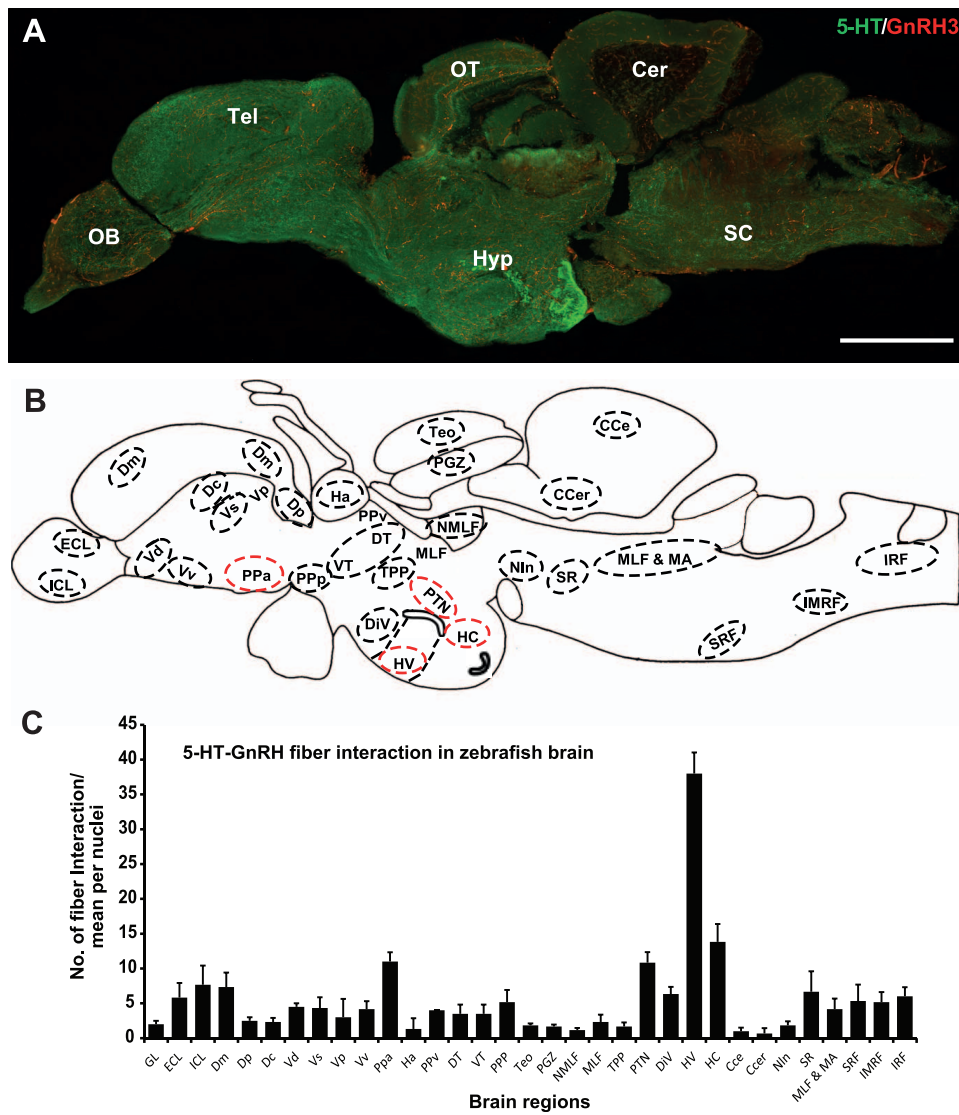 A
5-HT/GnRH3
OT
Cer
Tel
OB
SC
Hyp
B
Teo
CCe
Dm
Dm
PGZ
Dc
Vp
Ha
CCer
Vs
Dp
PPv
NMLF
ECL
DT
MLF
Vd
VT
NIn
MLF & MA
IRF
Vv
PPa
PPp
TPP
SR
ICL
PTN
IMRF
DiV
HC
SRF
HV
C
45
5-HT-GnRH fiber interaction in zebrafish brain
40
35
30
25
20
15
10
5
0
No. of fiber Interaction/
mean per nuclei
GL
ECL
ICL
Dm
Dp
Dc
Vd
Vs
Vp
Vv
Ppa
Ha
PPv
DT
VT
PPP
Teo
PGZ
NMLF
MLF
TPP
PTN
DiV
HV
HC
Cce
Ccer
NIn
SR
MLF & MA
SRF
IMRF
IRF
Brain regions